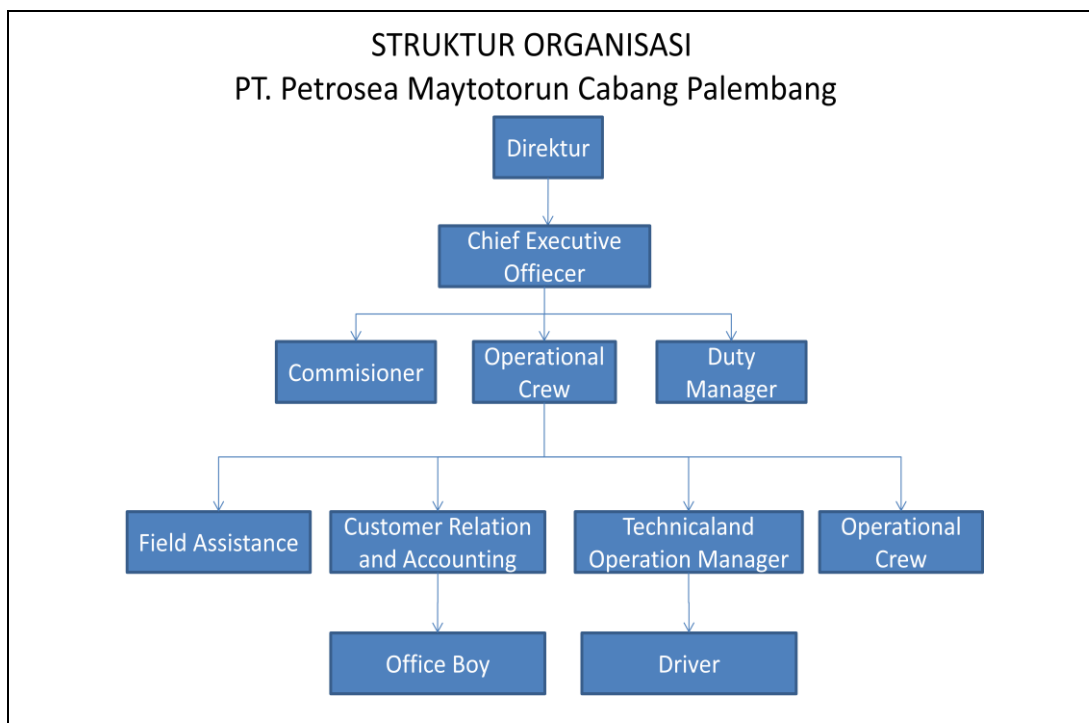 STRUKTUR ORGANISASI
PT. Petrosea Maytotorun Cabang Palembang
Direktur
Chief Executive
Offiecer
Commisioner
Operational
Crew
Duty
Manager
Field Assistance
Customer Relation
and Accounting
Technicaland
Operation Manager
Operational
Crew
Office Boy
Driver